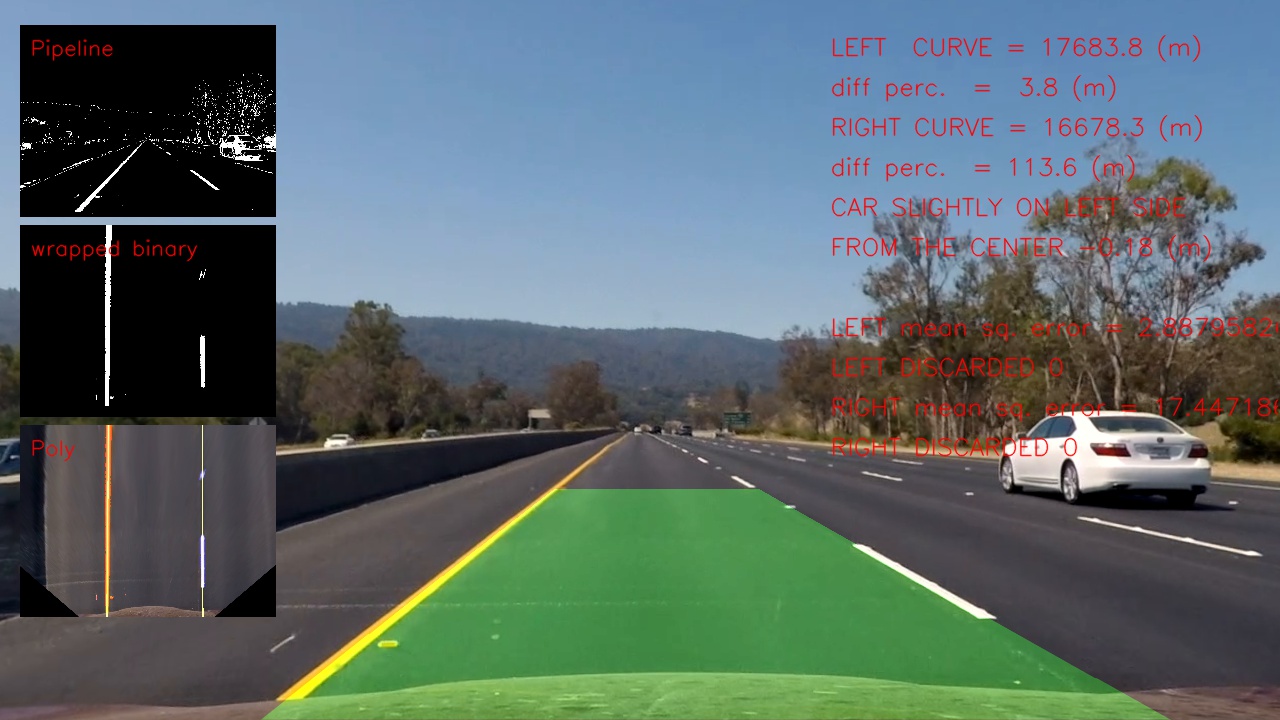 Pipeline
wrapped binary
Poly
LEFT CURVE = 17683.8 (m)
diff perc. = 3.8 (m)
RIGHT CURVE = 16678.3 (m)
diff perc. = 113.6 (m)
CAR SLIGHTLY ON LEFT SIDE
FROM THE CENTER -0.18 (m)
LEFT mean sq. error = 2.8879582
LEFT DISCARDED 0
RIGHT mean sq. error = 17.44718
RIGHT DISCARDED 0